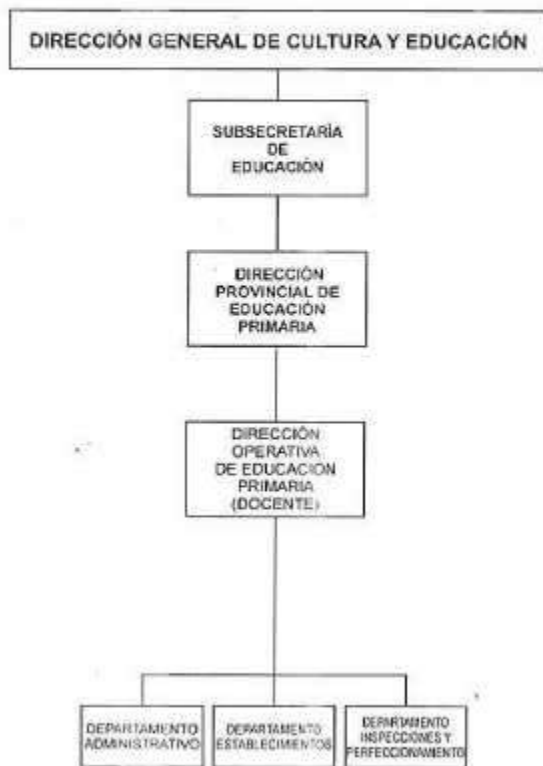 DIRECCIÓN GENERAL DE CULTURA Y EDUCACIÓN
SUBSECRETARÍA
DE
EDUCACIÓN
DIRECCIÓN
PROVINCIAL DE
EDUCACIÓN
PRIMARIA
DIRECCIÓN
OPERATIVA
DE EDUCACIÓN
PRIMARIA
(DOCENTE)
DEPARTAMENTO
ADMINISTRATIVO
DEPARTAMENTO
ESTABLECIMIENTOS
DEPARTAMENTO
INSPECCIONES Y
PERFECCIONAMIENTO